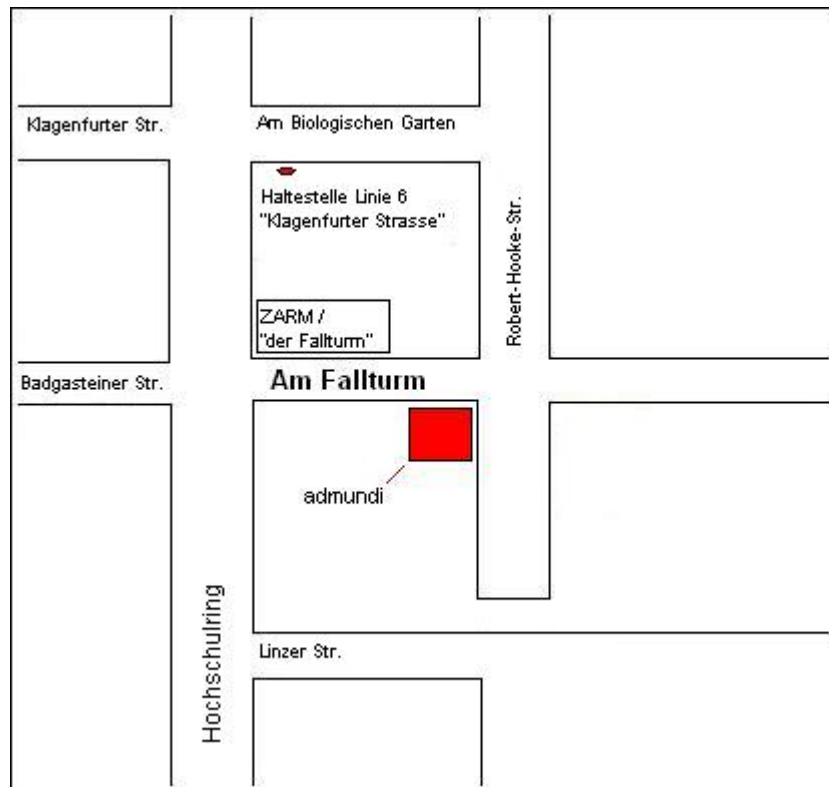 Klagenfurter Str.
Am Biologischen Garten
Haltestelle Linie 6
"Klagenfurter Strasse"
Robert-Hooke-Str.
ZARM /
"der Fallturm"
Badgasteiner Str.
Am Fallturm
admundi
Hochschulring
Linzer Str.